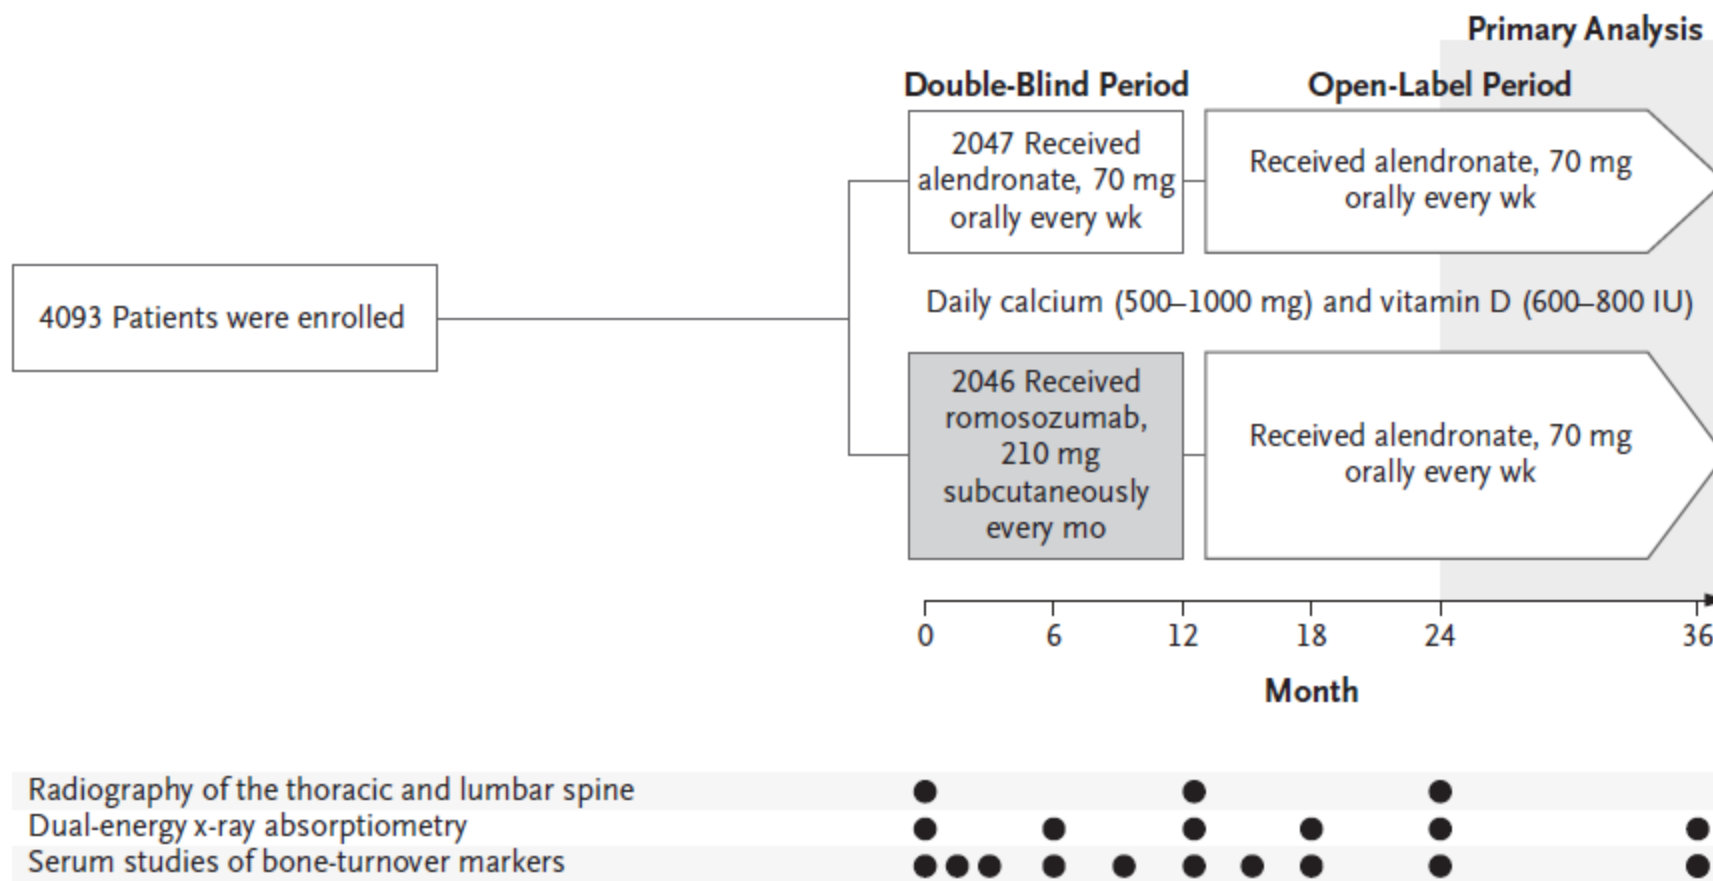 Primary Analysis
Double-Blind Period
Open-Label Period
2047 Received
alendronate, 70 mg
orally every wk
Received alendronate, 70 mg
orally every wk
4093 Patients were enrolled
Daily calcium (500–1000 mg) and vitamin D (600–800 IU)
2046 Received
romosozumab,
210 mg
subcutaneously
every mo
Received alendronate, 70 mg
orally every wk
0 6 12 18 24 36
Month
Radiography of the thoracic and lumbar spine
Dual-energy x-ray absorptiometry
Serum studies of bone-turnover markers